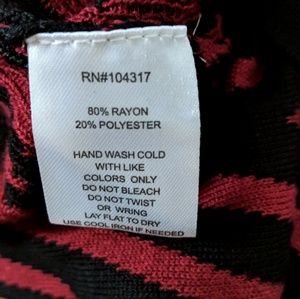 RN#104317
80% RAYON
20% POLYESTER
HAND WASH COLD
WITH LIKE
COLORS ONLY
DO NOT BLEACH
DO NOT TWIST
OR WRING
LAY FLAT TO DRY
USE COOL IRON IF NEEDED